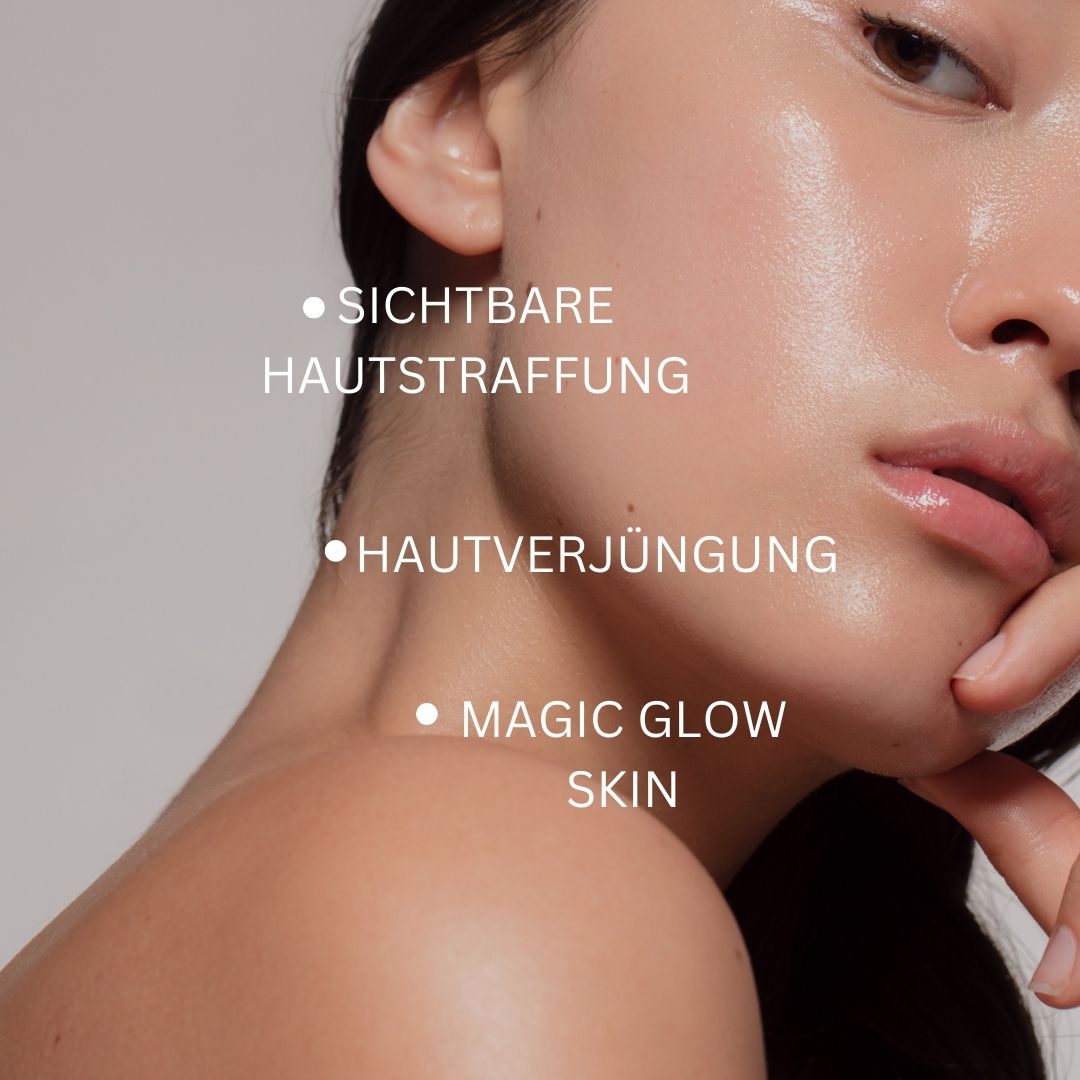 • SICHTBARE
HAUTSTRAFFUNG
• HAUTVERJÜNGUNG
• MAGIC GLOW
SKIN